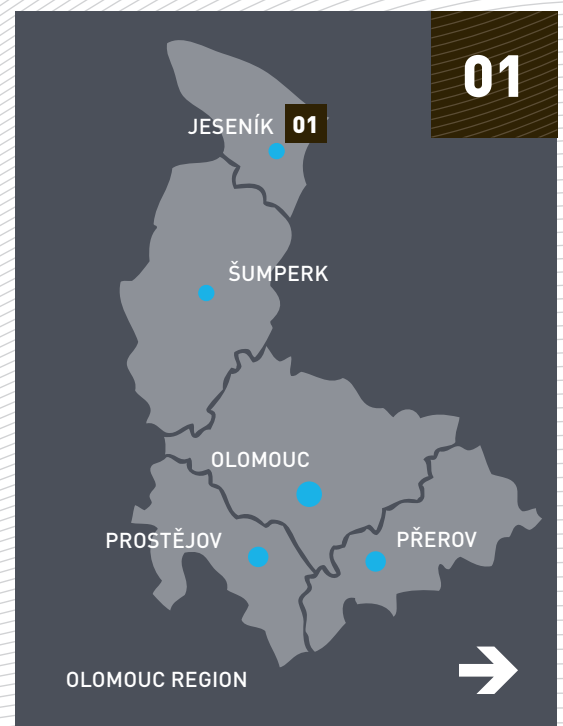 01
JESENÍK 01
ŠUMPERK
OLOMOUC
PROSTĚJOV
PŘEROV
OLOMOUC REGION